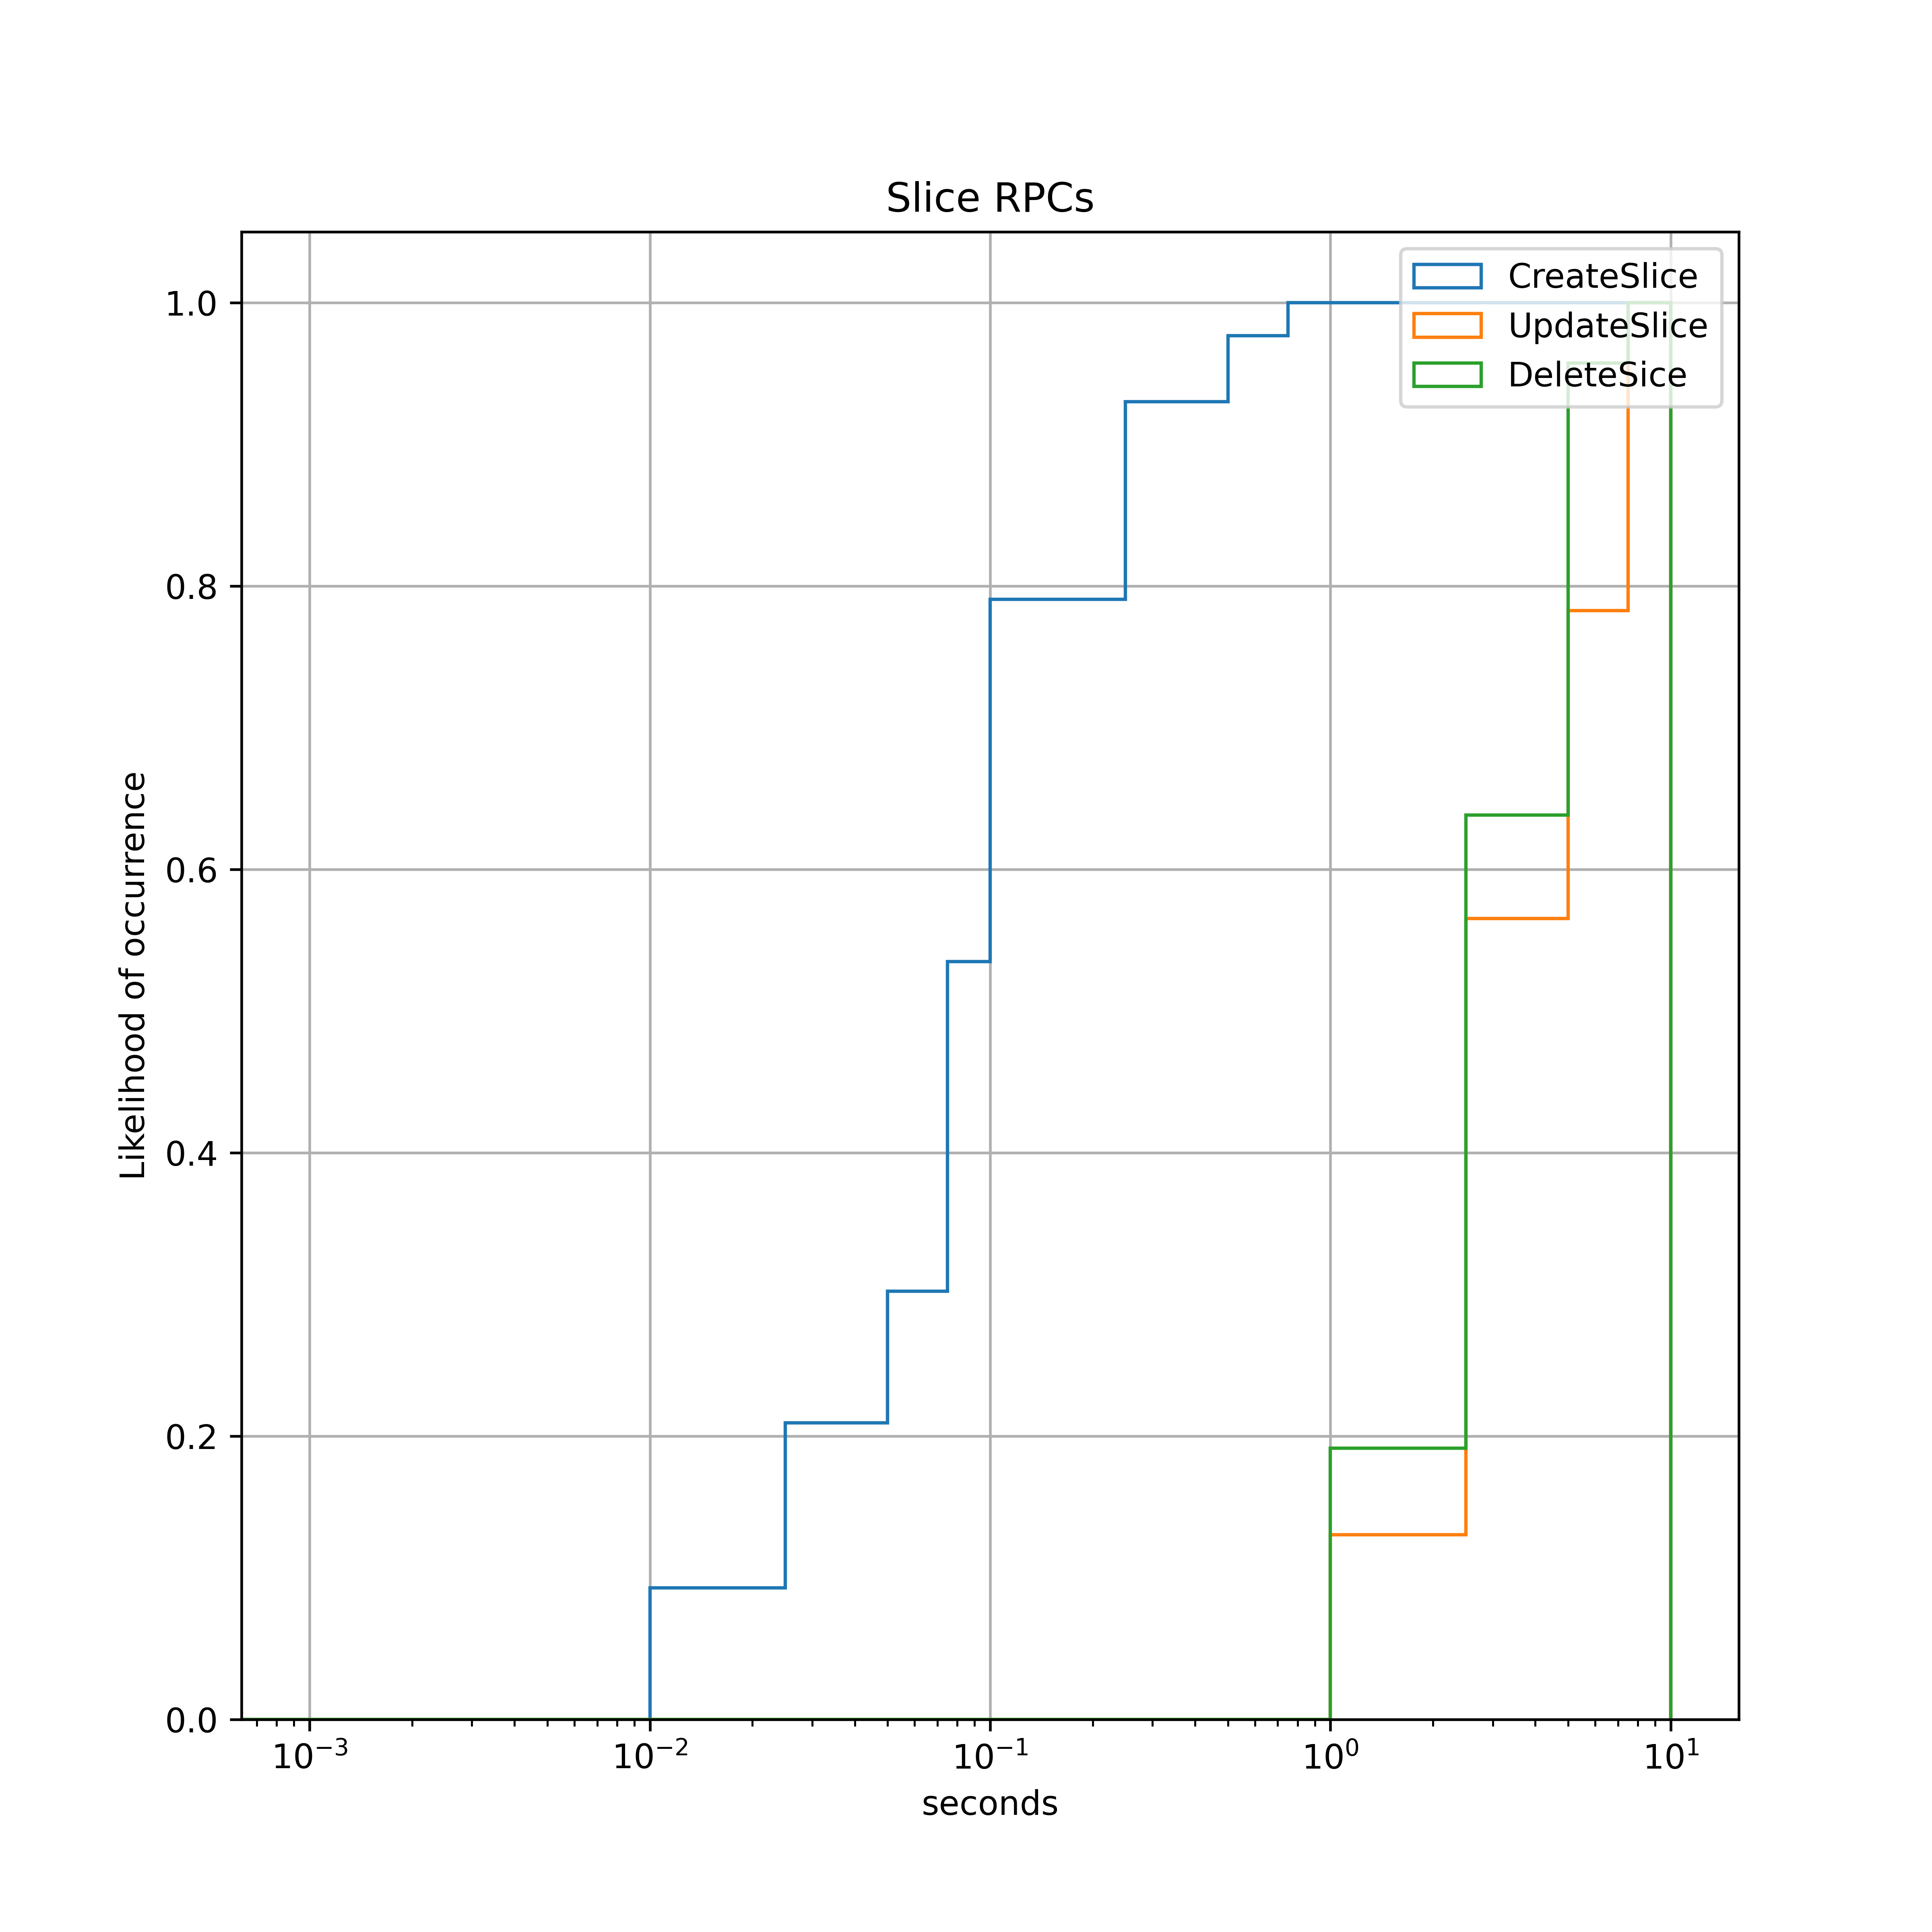 Slice RPCs
CreateSlice
UpdateSlice
DeleteSice
1.0
0.8
0.6
0.4
0.2
0.0
Likelihood of occurrence
10⁻³ 10⁻² 10⁻¹ 10⁰ 10¹
seconds